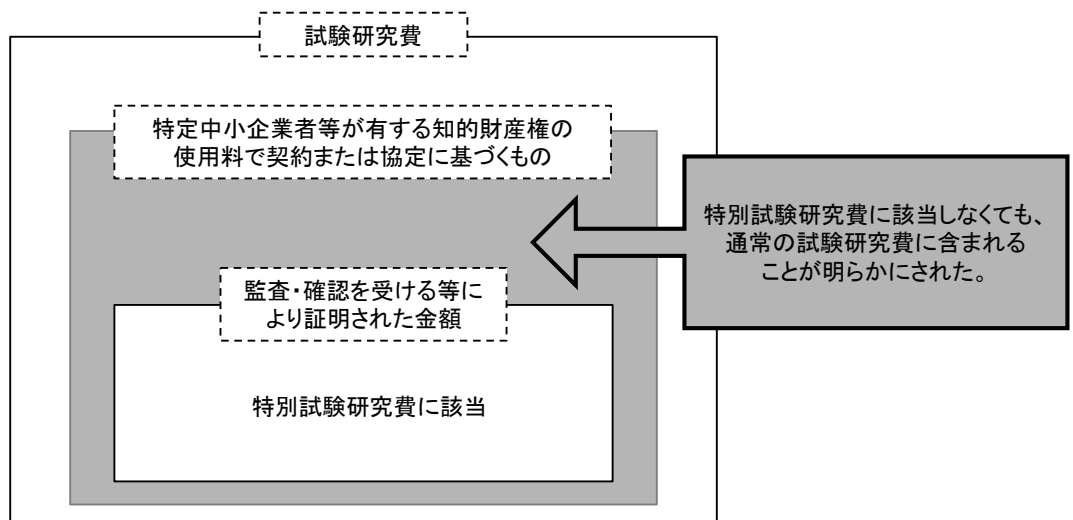 試験研究費
特定中小企業者等が有する知的財産権の
使用料で契約または協定に基づくもの
特別試験研究費に該当しなくても、
通常の試験研究費に含まれる
ことが明らかにされた。
監査・確認を受ける等に
より証明された金額
特別試験研究費に該当